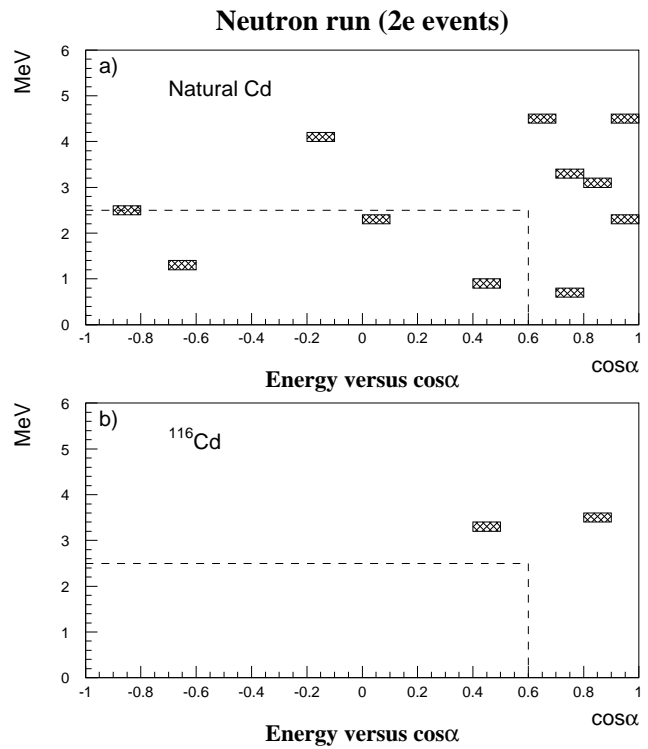 Neutron run (2e events)
MeV
a)
Natural Cd
6
5
4
3
2
1
0
-1 -0.8 -0.6 -0.4 -0.2 0 0.2 0.4 0.6 0.8 1
cosα
Energy versus cosα
MeV
b)
¹¹⁶Cd
6
5
4
3
2
1
0
-1 -0.8 -0.6 -0.4 -0.2 0 0.2 0.4 0.6 0.8 1
cosα
Energy versus cosα